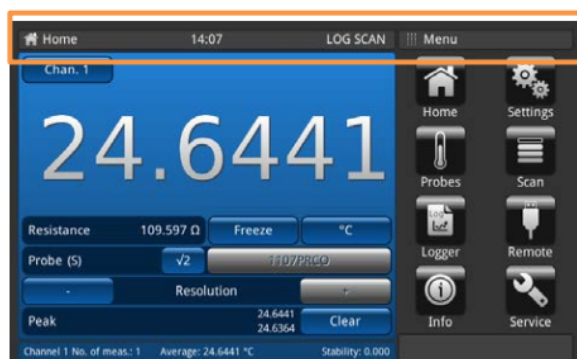 Home 14:07 LOG SCAN Menu
Chan. 1
24.6441
Home Settings
Probes Scan
Resistance 109.597 Ω Freeze °C
Probe (S) √2 1107PRCO
Log
Logger Remote
- Resolution +
Peak 24.6441
24.6364 Clear
Info Service
Channel 1 No. of meas.: 1 Average: 24.6441 °C Stability: 0.000